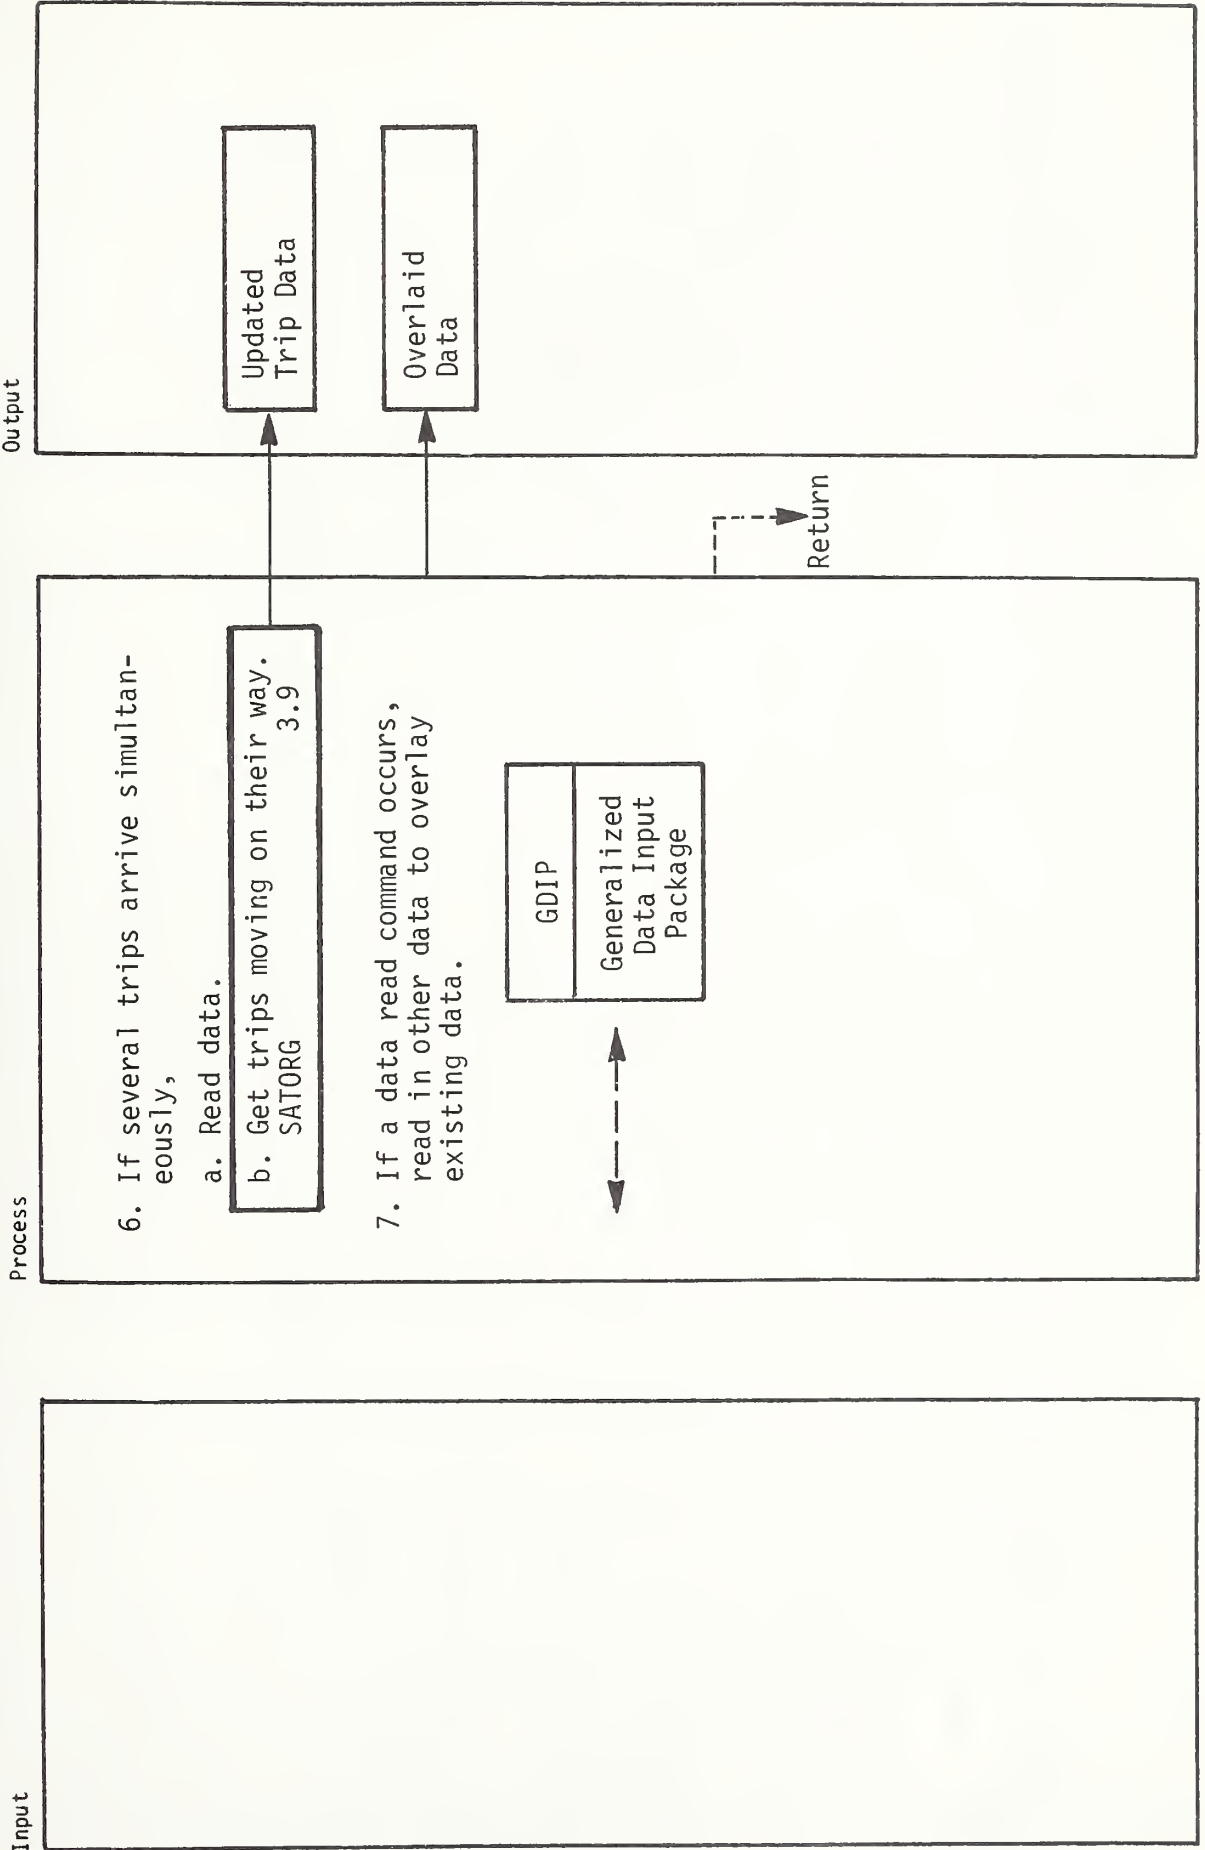 Input
Process
6. If several trips arrive simultan-
eously,
a. Read data.
b. Get trips moving on their way.
SATORG 3.9
7. If a data read command occurs,
read in other data to overlay
existing data.
GDIP
Generalized
Data Input
Package
Return
Output
Updated
Trip Data
Overlaid
Data